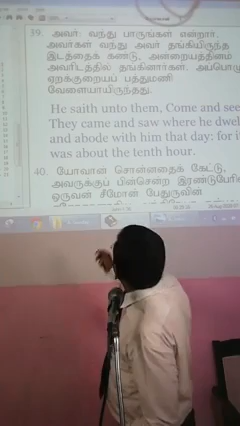 39. அவர்: வந்து பாருங்கள் என்றார்.
அவர்கள் வந்து அவர் தங்கியிருந்த
இடத்தைக் கண்டு, அன்றையத்தினம்
அவரிடத்தில் தங்கினார்கள். அப்பொழு
ஏறக்குறையப் பத்துமணி
வேளையாயிருந்தது.
He saith unto them, Come and see
They came and saw where he dwel
and abode with him that day: for it
was about the tenth hour.
40. யோவான் சொன்னதைக் கேட்டு,
அவருக்குப் பின்சென்ற இரண்டுபேரி
ஒருவன் சீமோன் பேதுருவின்